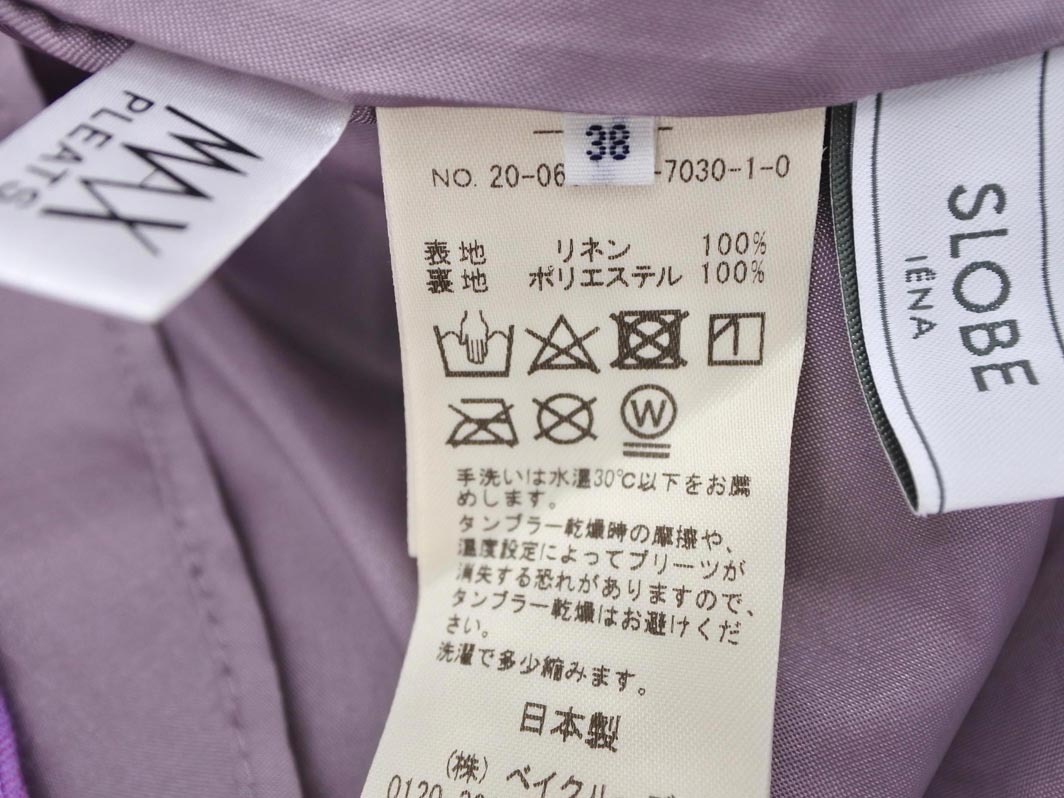 MAX
PLEATS
38
NO. 20-06 -7030-1-0
表地 リネン 100%
裏地 ポリエステル 100%
W
手洗いは水温30℃以下をお薦
めします。
タンブラー乾燥時の摩擦や、
温度設定によってプリーツが
消失する恐れがありますので、
タンブラー乾燥はお避けくだ
さい。
洗濯で多少縮みます。
日本製
(株) ベイクルーズ
0120
SLOBE
IÉNA